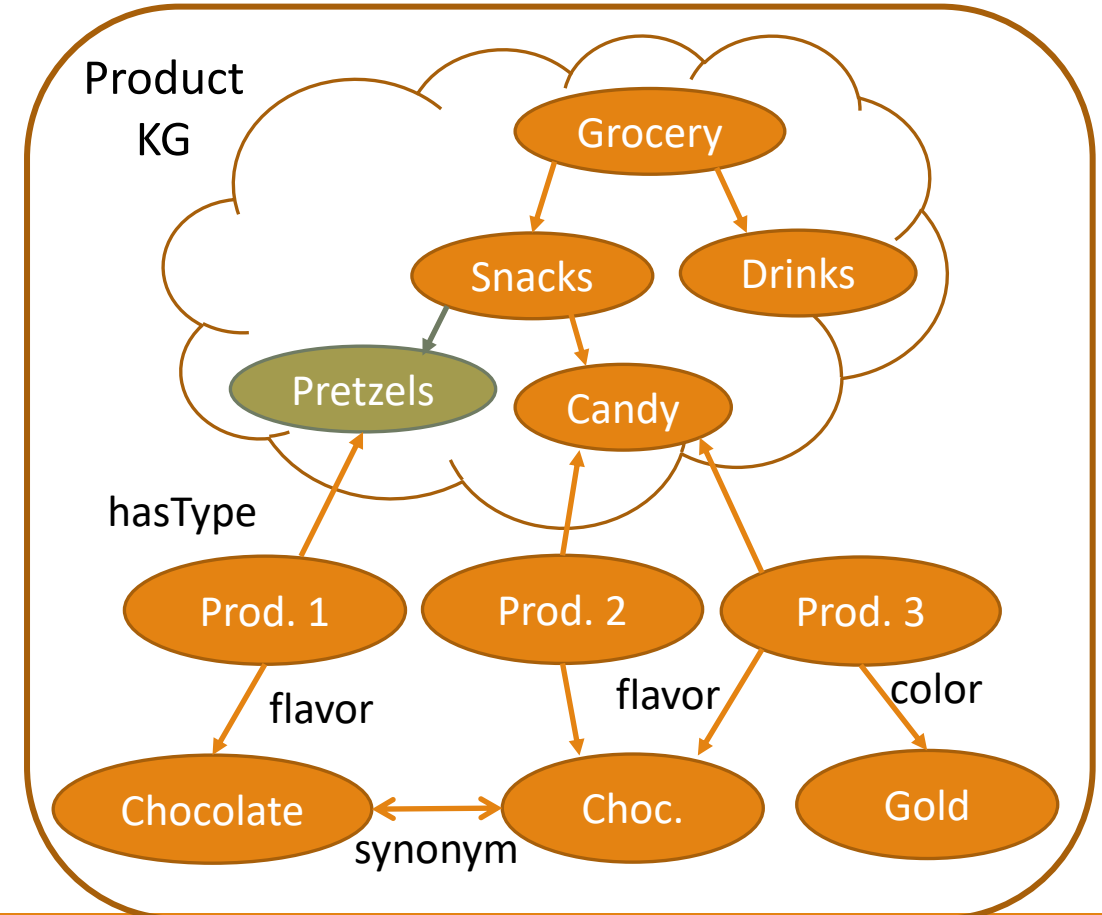 Product
KG
Grocery
Snacks
Drinks
Pretzels
Candy
hasType
Prod. 1
Prod. 2
Prod. 3
flavor
flavor
color
Chocolate
synonym
Choc.
Gold